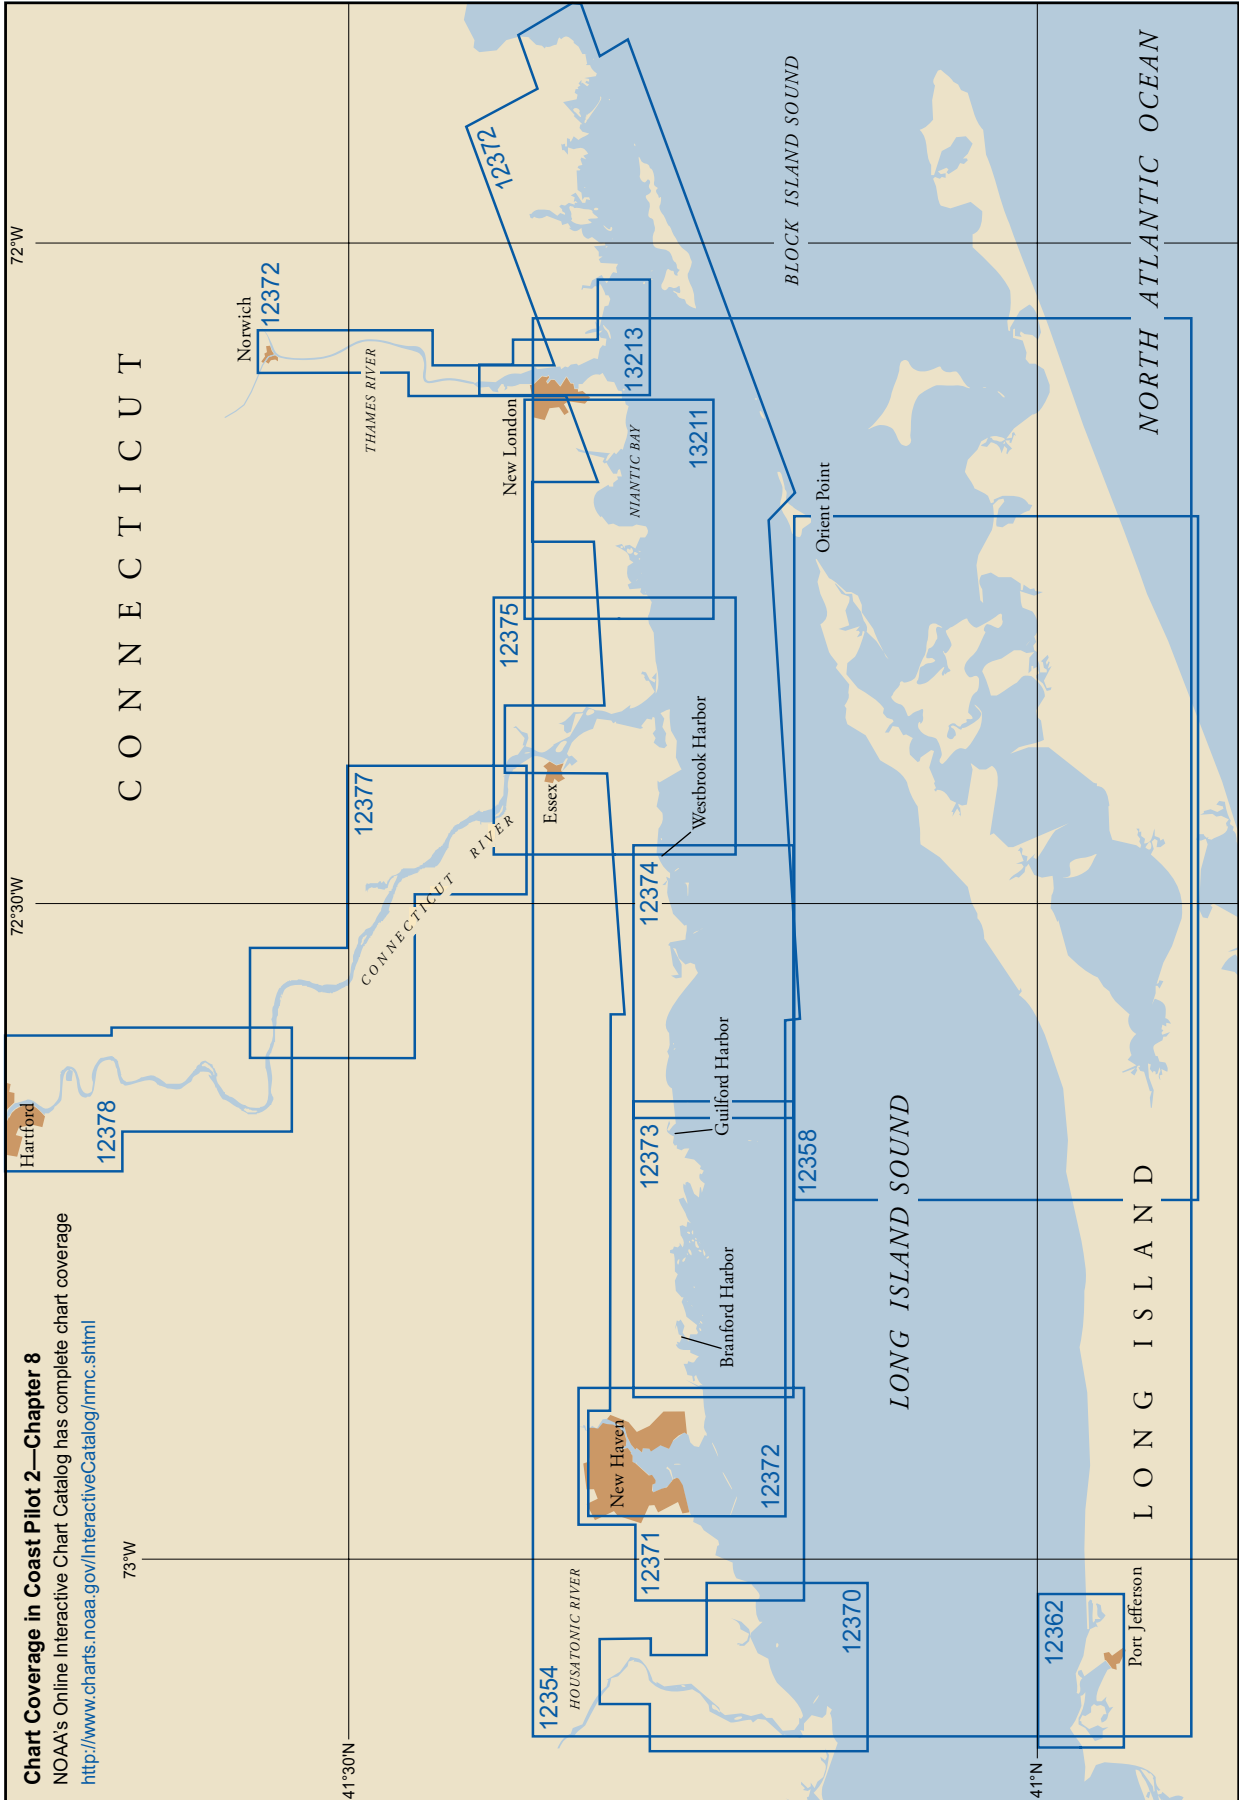 Chart Coverage in Coast Pilot 2—Chapter 8
NOAA's Online Interactive Chart Catalog has complete chart coverage
http://www.charts.noaa.gov/InteractiveCatalog/nrnc.shtml
73°W
72°30'W
72°W
CONNECTICUT
Hartford
12378
Norwich
12372
THAMES RIVER
41°30'N
12377
CONNECTICUT RIVER
12372
12375
New London
12354
HOUSATONIC RIVER
Essex
New Haven
12371
12373
12374
NIANTIC BAY
13213
Westbrook Harbor
13211
Guilford Harbor
Branford Harbor
12372
12358
BLOCK ISLAND SOUND
Orient Point
12370
LONG ISLAND SOUND
41°N
12362
Port Jefferson
LONG ISLAND
NORTH ATLANTIC OCEAN